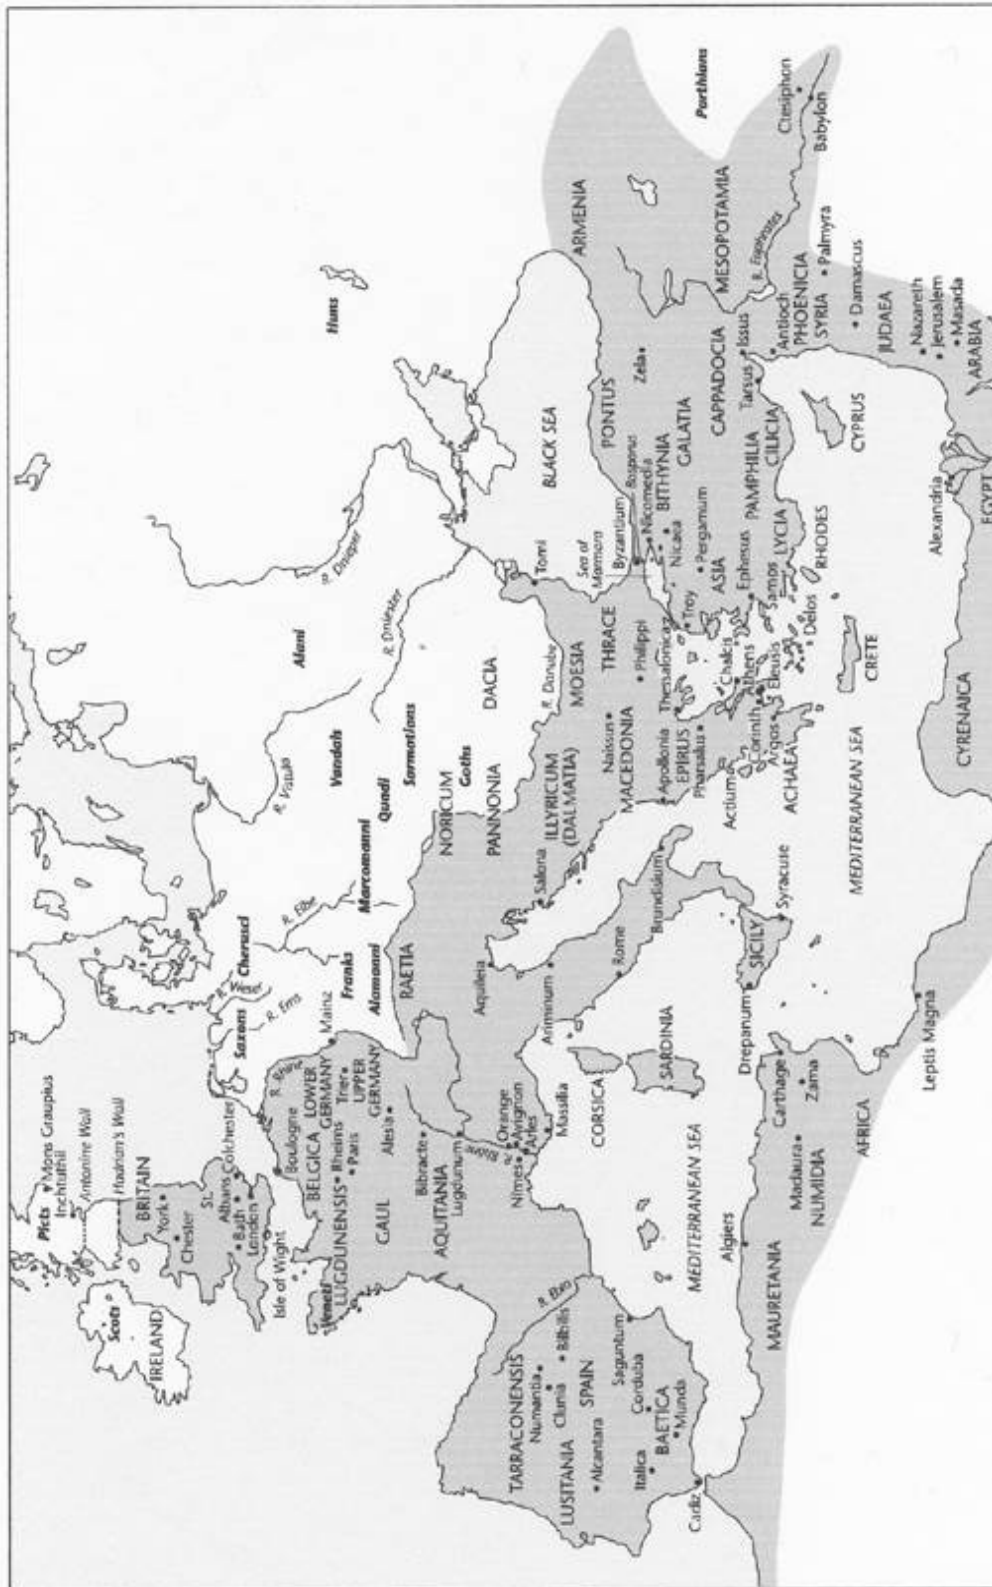 Picts
Mons Graupius
Inchtuthil
Antonine Wall
Hadrian's Wall
Scots
IRELAND
BRITAIN
York
Chester
St.
Albans
Colchester
Bath
London
Isle of Wight
Boulogne
Veneti
LUGDUNENSIS
BELGICA
Rheims
Paris
LOWER
GERMANY
Trier
UPPER
GERMANY
Mainz
R. Rhine
Alesia
GAUL
Bibracte
Lugdunum
AQUITANIA
Orange
Avignon
Arles
Nîmes
R. Rhône
Massilia
Saxons
R. Ems
R. Weser
Cherusci
R. Elbe
Franks
Alamanni
Marcomanni
Quadi
Vandals
Sarmatians
Goths
R. Vistula
Alani
R. Dniester
R. Dnieper
Huns
RAETIA
NORICUM
PANNONIA
DACIA
R. Danube
MOESIA
Tomi
BLACK SEA
ARMENIA
Parthians
TARRACONENSIS
Numantia
Clunia
Bilbilis
R. Ebro
SPAIN
LUSITANIA
Alcantara
Saguntum
Corduba
Italica
BAETICA
Munda
Cadiz
CORSICA
SARDINIA
Aquileia
Ariminum
Rome
Brundisium
Salona
ILLYRICUM
(DALMATIA)
Naissus
MACEDONIA
Apollonia
EPIRUS
Pharsalus
Thessalonica
Philippi
THRACE
Sea of
Marmara
Byzantium
Bosporus
Nicomedia
BITHYNIA
Nicaea
PONTUS
Zela
GALATIA
CAPPADOCIA
Pergamum
Troy
ASIA
Ephesus
Samos
PAMPHILIA
LYCIA
CILICIA
Tarsus
Issus
Antioch
PHOENICIA
SYRIA
MESOPOTAMIA
R. Euphrates
Palmyra
Damascus
Ctesiphon
Babylon
Actium
Chalcis
Athens
Corinth
Eleusis
Argos
ACHAEA
Delos
RHODES
CRETE
CYPRUS
JUDAEA
Nazareth
Jerusalem
Masada
ARABIA
Alexandria
EGYPT
CYRENAICA
MEDITERRANEAN SEA
Syracuse
SICILY
Drepanum
Carthage
Zama
Leptis Magna
AFRICA
Madaura
NUMIDIA
MEDITERRANEAN SEA
Algiers
MAURETANIA